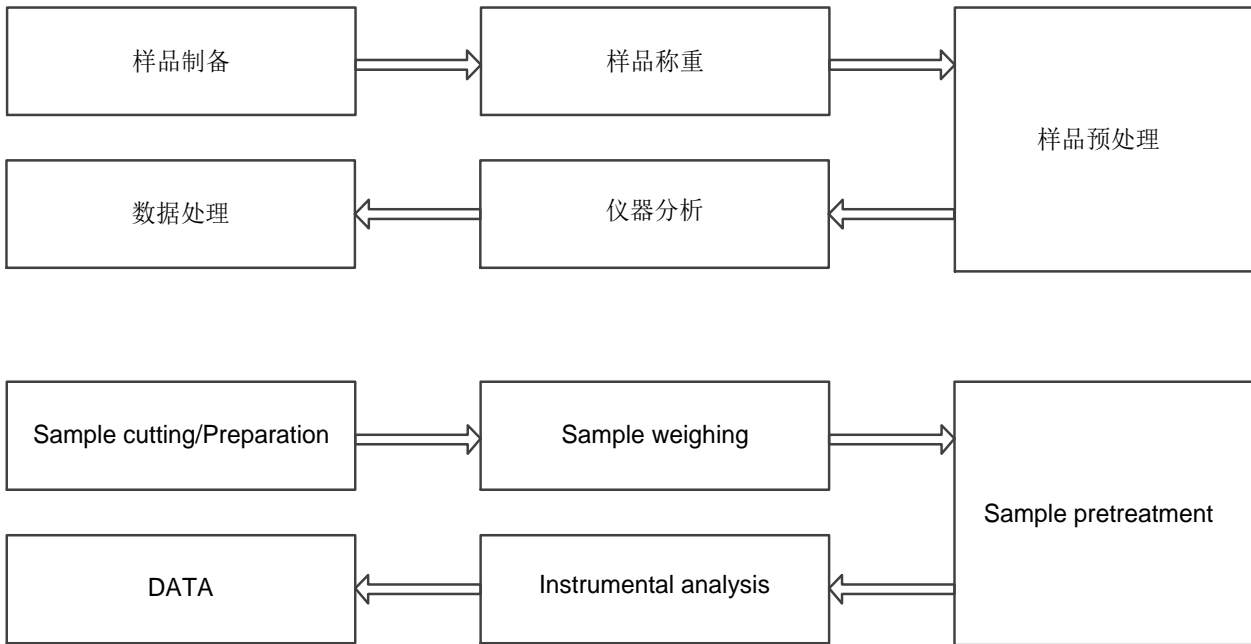 样品制备
样品称重
样品预处理
数据处理
仪器分析
Sample cutting/Preparation
Sample weighing
Sample pretreatment
DATA
Instrumental analysis